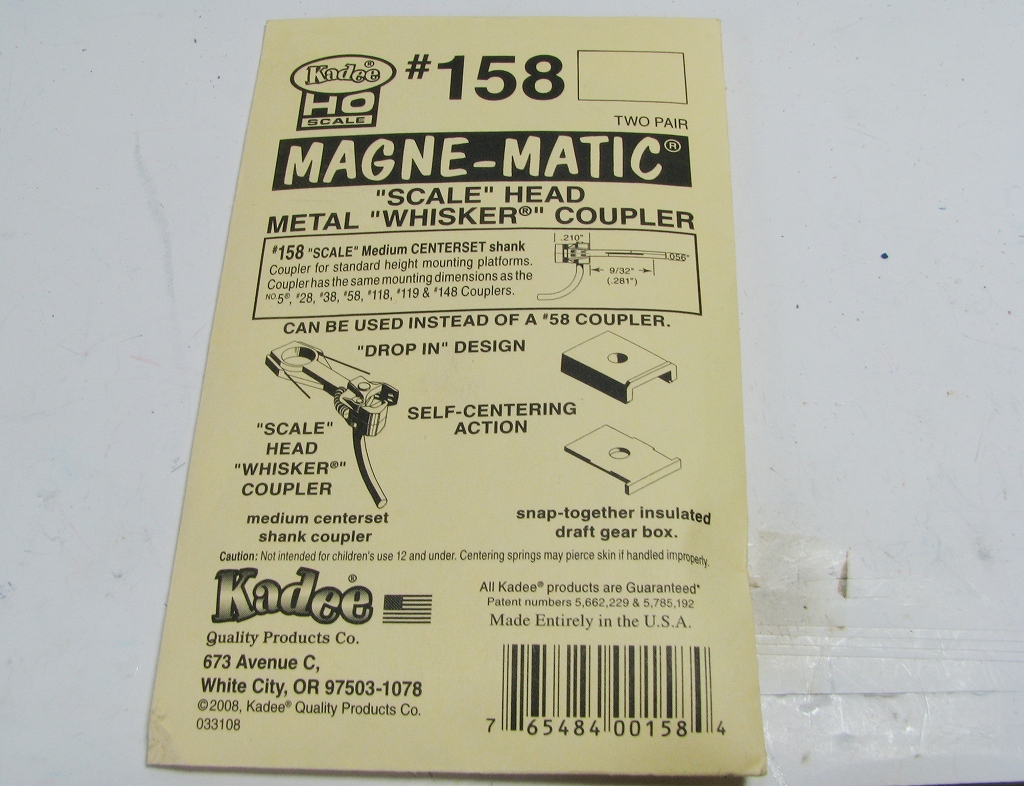 Kadee®
HO
SCALE
#158
TWO PAIR
MAGNE-MATIC®
"SCALE" HEAD
METAL "WHISKER®" COUPLER
#158 "SCALE" Medium CENTERSET shank
Coupler for standard height mounting platforms.
Coupler has the same mounting dimensions as the
NO.5®, #28, #38, #58, #118, #119 & #148 Couplers.
.210"
.056"
9/32"
(.281")
CAN BE USED INSTEAD OF A #58 COUPLER.
"DROP IN" DESIGN
SELF-CENTERING
ACTION
"SCALE"
HEAD
"WHISKER®"
COUPLER
medium centerset
shank coupler
snap-together insulated
draft gear box.
Caution: Not intended for children's use 12 and under. Centering springs may pierce skin if handled improperly.
Kadee®
Quality Products Co.
673 Avenue C,
White City, OR 97503-1078
©2008, Kadee® Quality Products Co.
033108
All Kadee® products are Guaranteed*
Patent numbers 5,662,229 & 5,785,192
Made Entirely in the U.S.A.
7 65484 00158 4